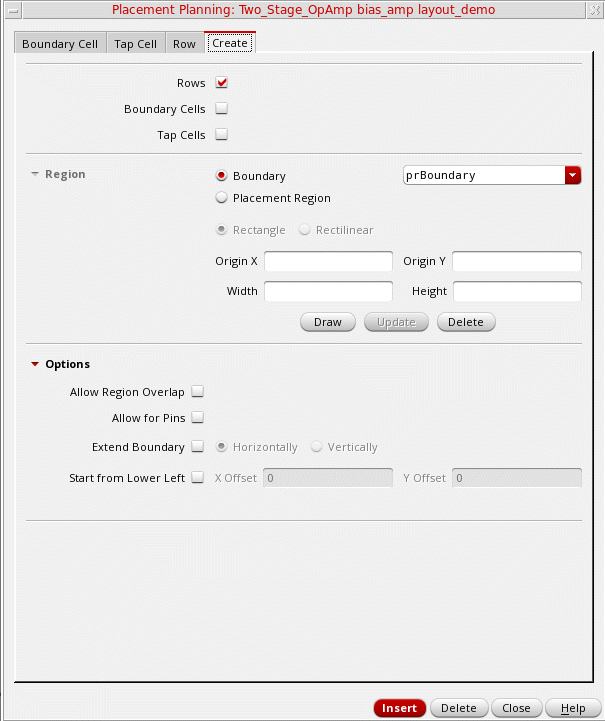 Placement Planning: Two_Stage_OpAmp bias_amp layout_demo
Boundary Cell Tap Cell Row Create
Rows
Boundary Cells
Tap Cells
Region Boundary prBoundary
Placement Region
Rectangle Rectilinear
Origin X Origin Y
Width Height
Draw Update Delete
Options
Allow Region Overlap
Allow for Pins
Extend Boundary Horizontally Vertically
Start from Lower Left X Offset 0 Y Offset 0
Insert Delete Close Help